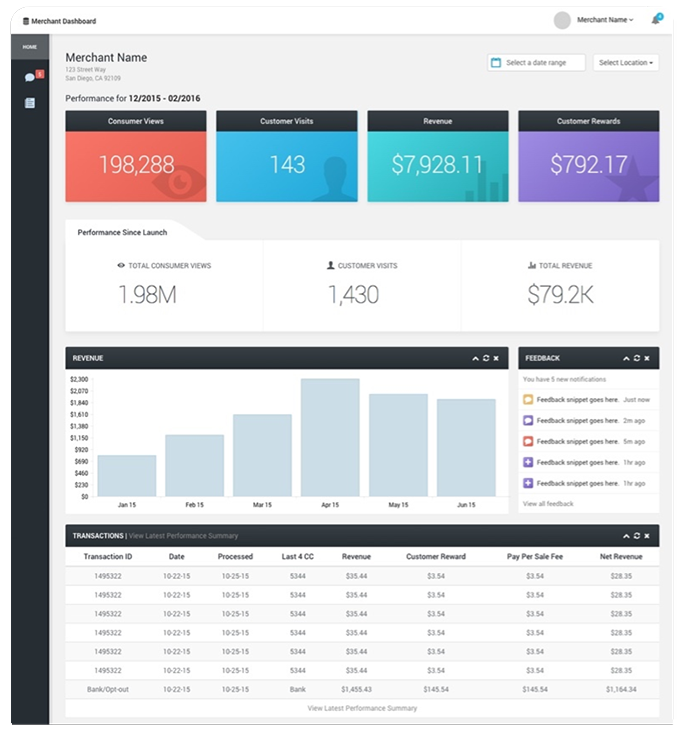 Merchant Dashboard
Merchant Name
4
HOME
Merchant Name
123 Street Way
San Diego, CA 92109
Select a date range
Select Location
Performance for 12/2015 - 02/2016
Consumer Views
Customer Visits
Revenue
Customer Rewards
198,288
143
$7,928.11
$792.17
Performance Since Launch
TOTAL CONSUMER VIEWS
CUSTOMER VISITS
TOTAL REVENUE
1.98M
1,430
$79.2K
REVENUE
$2,300
$2,070
$1,840
$1,610
$1,380
$1,150
$920
$690
$460
$230
$0
Jan 15 Feb 15 Mar 15 Apr 15 May 15 Jun 15
FEEDBACK
You have 5 new notifications
Feedback snippet goes here. Just now
Feedback snippet goes here. 2m ago
Feedback snippet goes here. 5m ago
Feedback snippet goes here. 1hr ago
Feedback snippet goes here. 1hr ago
View all feedback
TRANSACTIONS | View Latest Performance Summary
Transaction ID Date Processed Last 4 CC Revenue Customer Reward Pay Per Sale Fee Net Revenue
1495322 10-22-15 10-25-15 5344 $35.44 $3.54 $3.54 $28.35
1495322 10-22-15 10-25-15 5344 $35.44 $3.54 $3.54 $28.35
1495322 10-22-15 10-25-15 5344 $35.44 $3.54 $3.54 $28.35
1495322 10-22-15 10-25-15 5344 $35.44 $3.54 $3.54 $28.35
1495322 10-22-15 10-25-15 5344 $35.44 $3.54 $3.54 $28.35
1495322 10-22-15 10-25-15 5344 $35.44 $3.54 $3.54 $28.35
Bank/Opt-out 10-22-15 10-25-15 Bank $1,455.43 $145.54 $145.54 $1,164.34
View Latest Performance Summary